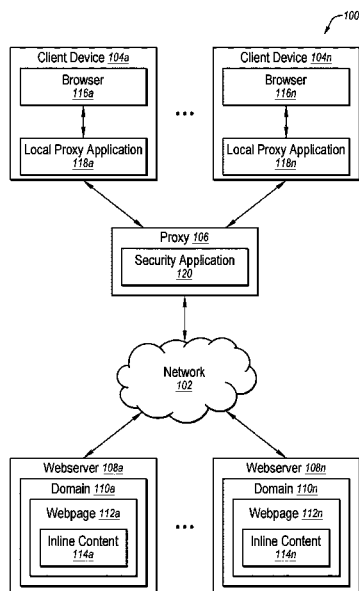 100
Client Device 104a
Browser
116a
Local Proxy Application
118a
...
Client Device 104n
Browser
116n
Local Proxy Application
118n
Proxy 106
Security Application
120
Network
102
Webserver 108a
Domain 110a
Webpage 112a
Inline Content
114a
...
Webserver 108n
Domain 110n
Webpage 112n
Inline Content
114n